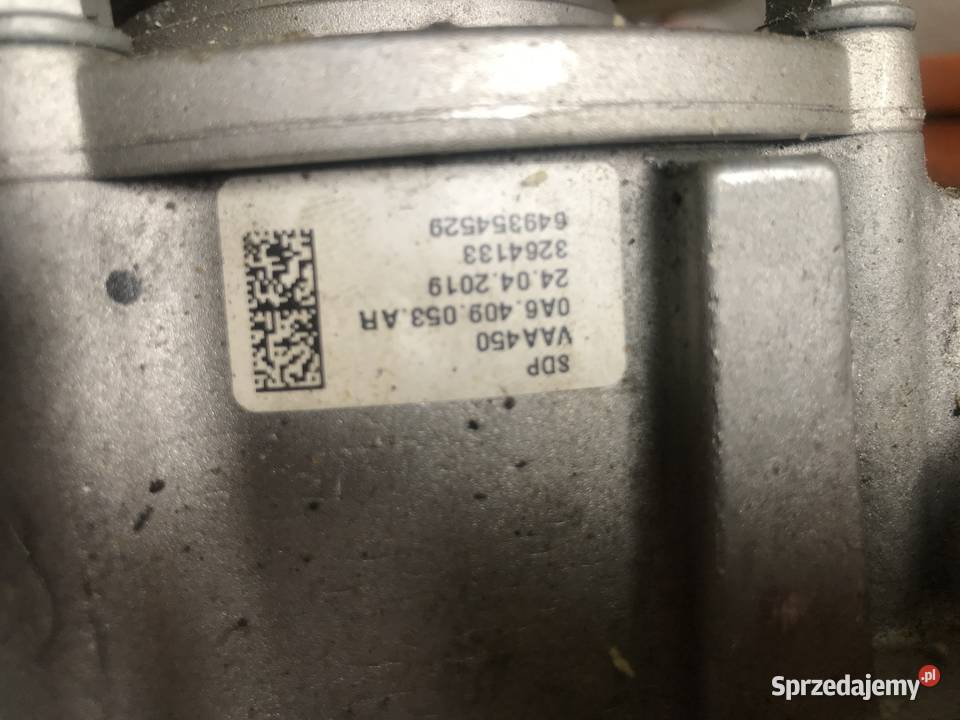 SDP
VAA450
0A6.409.053.AR
24.04.2019
3264133
649354529
Sprzedajemy.pl